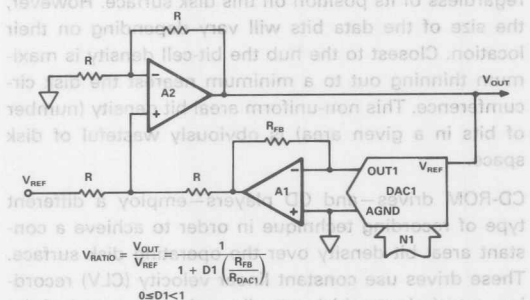 regardless of its position on this disk surface. However,
the size of the data bits will vary depending on their
location. Closest to the hub the bit-cell density is maxi-
mum thinning out to a minimum nearest the disk cir-
cumference. This non-uniform areal bit density (number
of bits in a given area) is obviously wasteful of disk
space.
CD-ROM drives—and CD players—employ a different
type of recording technique in order to achieve a con-
stant areal bit density over the operating disk surface.
These drives use constant linear velocity (CLV) record-
R
R
A2
VOUT
RFB
OUT1
VREF
VREF
R
R
A1
DAC1
AGND
N1
VRATIO = VOUT/VREF = 1/(1 + D1 (RFB/RDAC1))
0≤D1<1